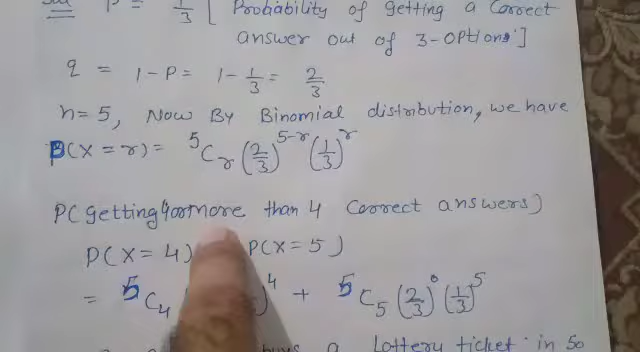 P = 1/3 [Probability of getting a Correct
answer out of 3-options]
q = 1-P = 1 - 1/3 = 2/3
n=5, Now By Binomial distribution, we have
P(X=r) = ⁵Cᵣ (2/3)⁵⁻ʳ (1/3)ʳ
P(getting 4 or more than 4 Correct answers)
P(X=4) P(X=5)
= ⁵C₄ )⁴ + ⁵C₅ (2/3)⁰ (1/3)⁵
a Lottery ticket in 50